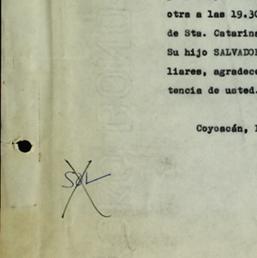 otra a las 19.30
de Sta. Catarina
Su hijo SALVADOR
liares, agradece
tencia de usted.
Coyoacán,